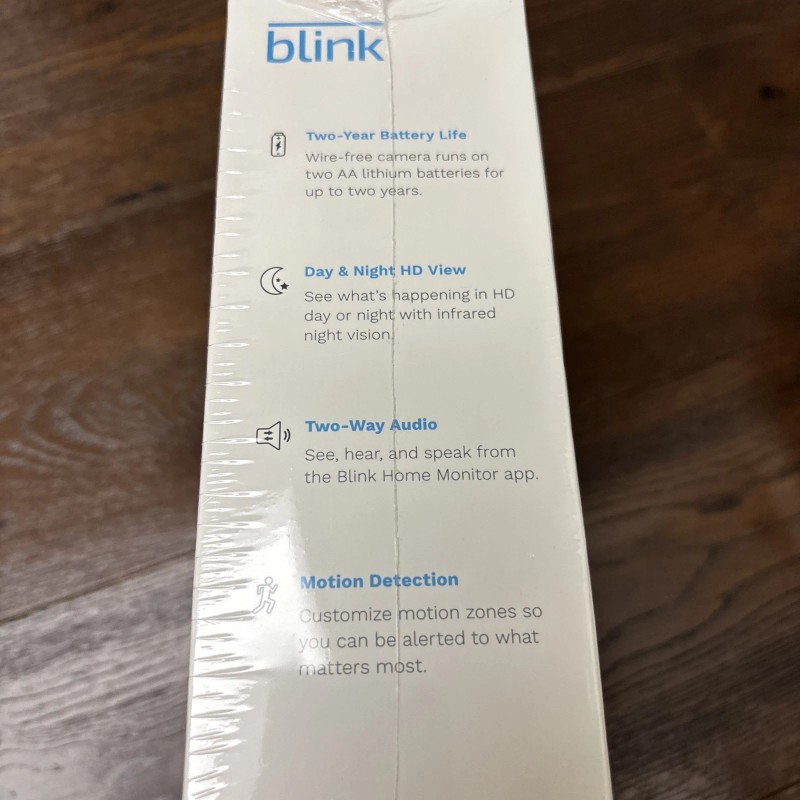 blink
Two-Year Battery Life
Wire-free camera runs on
two AA lithium batteries for
up to two years.
Day & Night HD View
See what's happening in HD
day or night with infrared
night vision.
Two-Way Audio
See, hear, and speak from
the Blink Home Monitor app.
Motion Detection
Customize motion zones so
you can be alerted to what
matters most.